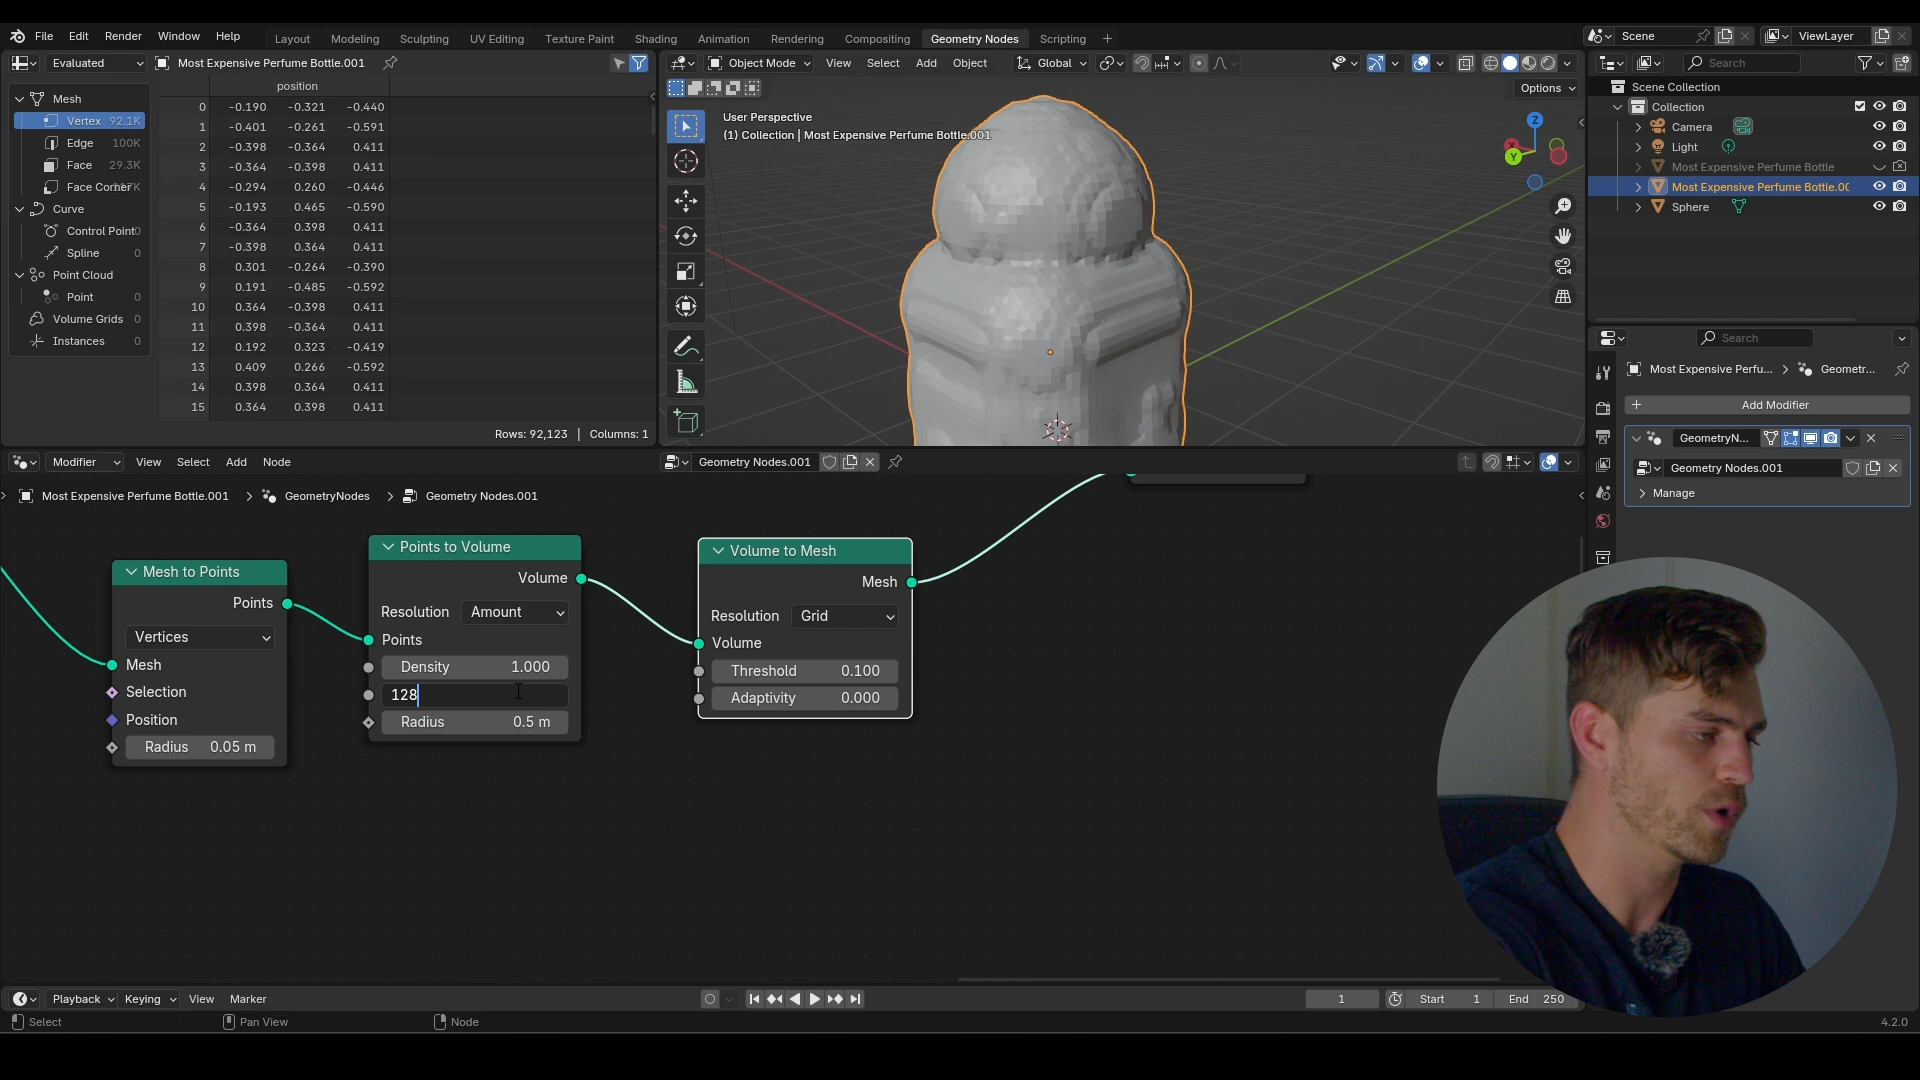 File Edit Render Window Help
Layout Modeling Sculpting UV Editing Texture Paint Shading Animation Rendering Compositing Geometry Nodes Scripting +
Scene
ViewLayer
Evaluated
Most Expensive Perfume Bottle.001
position
Mesh
Vertex 92.1K
Edge 100K
Face 29.3K
Curve
Control Point 0
Spline 0
Point Cloud
Point 0
Volume Grids 0
Instances 0
0 -0.190 -0.321 -0.440
1 -0.401 -0.261 -0.591
2 -0.398 -0.364 0.411
3 -0.364 -0.398 0.411
4 -0.294 0.260 -0.446
5 -0.193 0.465 -0.590
6 -0.364 0.398 0.411
7 -0.398 0.364 0.411
8 0.301 -0.264 -0.390
9 0.191 -0.485 -0.592
10 0.364 -0.398 0.411
11 0.398 -0.364 0.411
12 0.192 0.323 -0.419
13 0.409 0.266 -0.592
14 0.398 0.364 0.411
15 0.364 0.398 0.411
Rows: 92,123 | Columns: 1
Object Mode View Select Add Object Global
Options
User Perspective
(1) Collection | Most Expensive Perfume Bottle.001
Z
X
Y
Search
Scene Collection
Collection
Camera
Light
Most Expensive Perfume Bottle
Most Expensive Perfume Bottle.00
Sphere
Search
Most Expensive Perfu... > Geometr...
+ Add Modifier
GeometryN...
Geometry Nodes.001
Manage
Modifier View Select Add Node
Geometry Nodes.001
Most Expensive Perfume Bottle.001 > GeometryNodes > Geometry Nodes.001
Mesh to Points
Points
Vertices
Mesh
Selection
Position
Radius 0.05 m
Points to Volume
Volume
Resolution Amount
Points
Density 1.000
128
Radius 0.5 m
Volume to Mesh
Mesh
Resolution Grid
Volume
Threshold 0.100
Adaptivity 0.000
Playback Keying View Marker
1
Start 1
End 250
Select
Pan View
Node
4.2.0